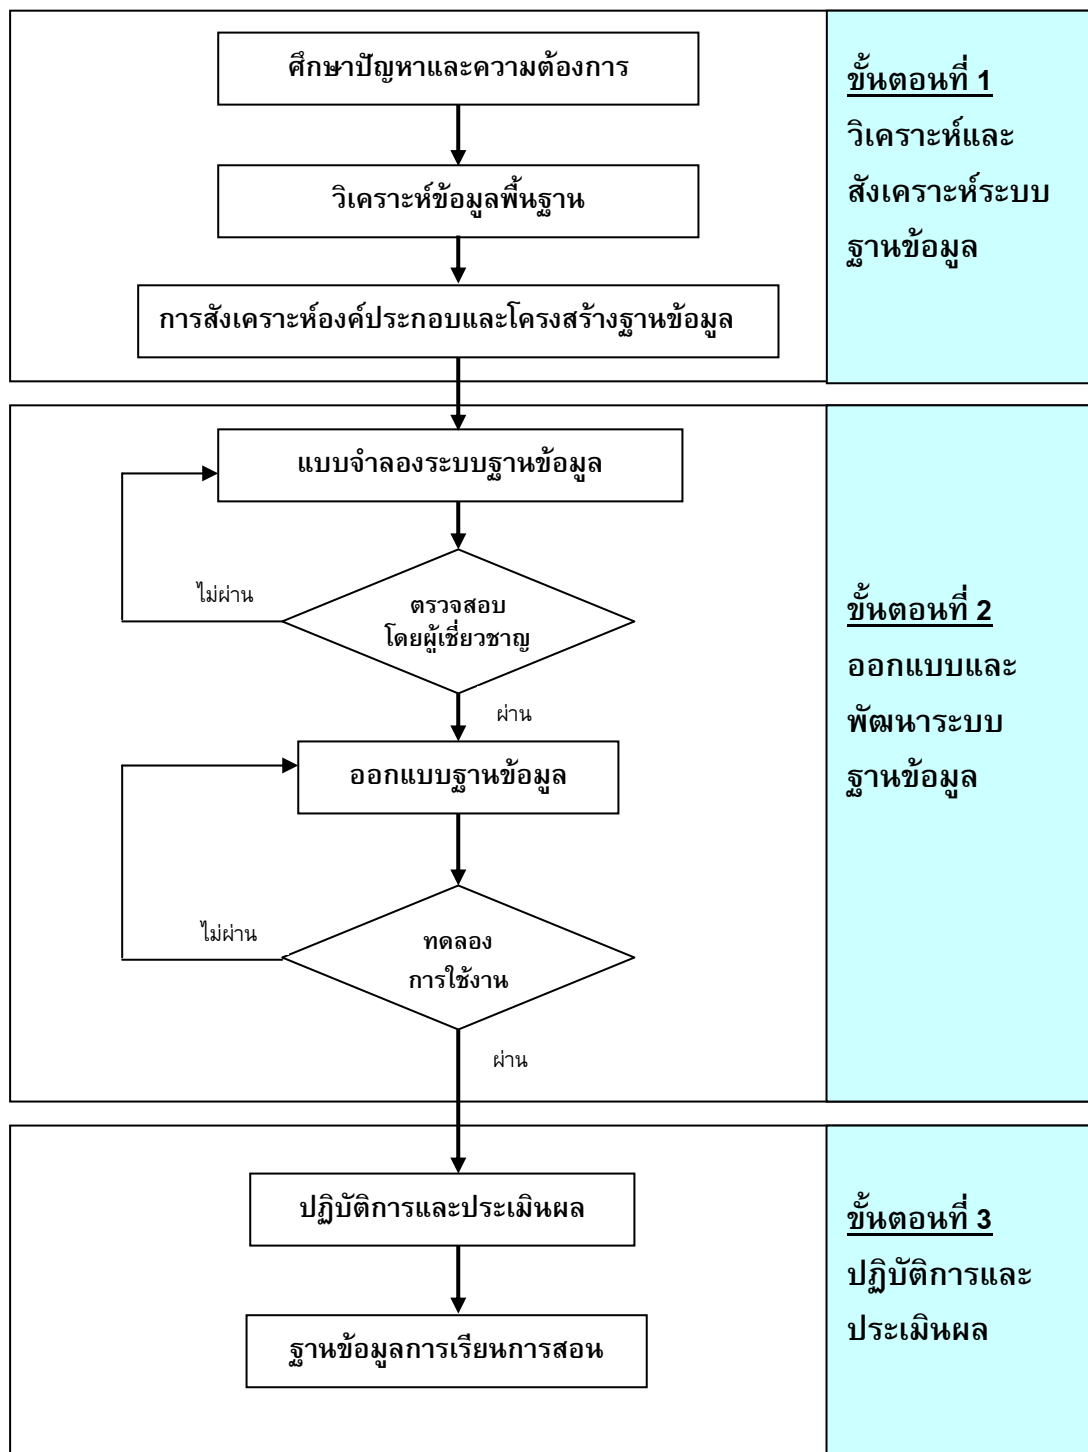 ศึกษาปัญหาและความต้องการ
วิเคราะห์ข้อมูลพื้นฐาน
การสังเคราะห์องค์ประกอบและโครงสร้างฐานข้อมูล
ขั้นตอนที่ 1
วิเคราะห์และ
สังเคราะห์ระบบ
ฐานข้อมูล
แบบจำลองระบบฐานข้อมูล
ไม่ผ่าน
ตรวจสอบ
โดยผู้เชี่ยวชาญ
ผ่าน
ออกแบบฐานข้อมูล
ไม่ผ่าน
ทดลอง
การใช้งาน
ผ่าน
ขั้นตอนที่ 2
ออกแบบและ
พัฒนาระบบ
ฐานข้อมูล
ปฏิบัติการและประเมินผล
ฐานข้อมูลการเรียนการสอน
ขั้นตอนที่ 3
ปฏิบัติการและ
ประเมินผล